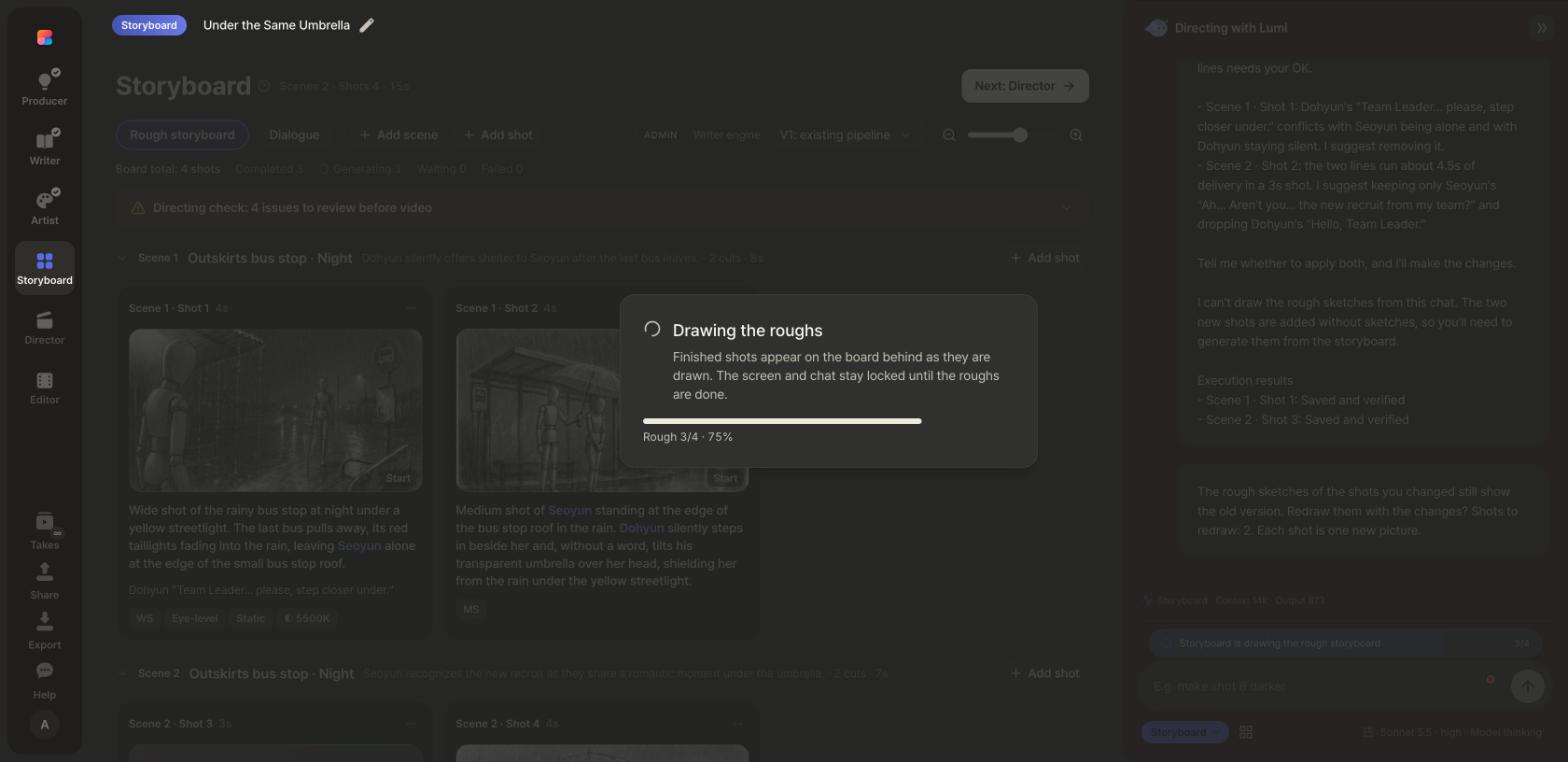 Storyboard
Under the Same Umbrella
Producer
Writer
Artist
Storyboard
Director
Editor
Takes
Share
Export
Help
A
Storyboard
Scenes 2 · Shots 4 · 15s
Next: Director
Rough storyboard
Dialogue
Add scene
Add shot
ADMIN
Writer engine
V1: existing pipeline
Board total: 4 shots
Completed 3
Generating 1
Waiting 0
Failed 0
Directing check: 4 issues to review before video
Scene 1
Outskirts bus stop · Night
Dohyun silently offers shelter to Seoyun after the last bus leaves. · 2 cuts · 8s
Add shot
Scene 1 · Shot 1 4s
Start
Wide shot of the rainy bus stop at night under a
yellow streetlight. The last bus pulls away, its red
taillights fading into the rain, leaving Seoyun alone
at the edge of the small bus stop roof.
Dohyun "Team Leader... please, step closer under."
WS
Eye-level
Static
5500K
Scene 1 · Shot 2 4s
Start
Medium shot of Seoyun standing at the edge of
the bus stop roof in the rain. Dohyun silently steps
in beside her and, without a word, tilts his
transparent umbrella over her head, shielding her
from the rain under the yellow streetlight.
MS
Drawing the roughs
Finished shots appear on the board behind as they are
drawn. The screen and chat stay locked until the roughs
are done.
Rough 3/4 · 75%
Scene 2
Outskirts bus stop · Night
Seoyun recognizes the new recruit as they share a romantic moment under the umbrella. · 2 cuts · 7s
Add shot
Scene 2 · Shot 3 3s
Scene 2 · Shot 4 4s
Directing with Lumi
lines needs your OK.
- Scene 1 · Shot 1: Dohyun's "Team Leader... please, step
closer under." conflicts with Seoyun being alone and with
Dohyun staying silent. I suggest removing it.
- Scene 2 · Shot 2: the two lines run about 4.5s of
delivery in a 3s shot. I suggest keeping only Seoyun's
"Ah... Aren't you... the new recruit from my team?" and
dropping Dohyun's "Hello, Team Leader."
Tell me whether to apply both, and I'll make the changes.
I can't draw the rough sketches from this chat. The two
new shots are added without sketches, so you'll need to
generate them from the storyboard.
Execution results
- Scene 1 · Shot 1: Saved and verified
- Scene 2 · Shot 3: Saved and verified
The rough sketches of the shots you changed still show
the old version. Redraw them with the changes? Shots to
redraw: 2. Each shot is one new picture.
Storyboard · Context 14k · Output 873
Storyboard is drawing the rough storyboard
3/4
E.g. make shot 8 darker
Storyboard
Sonnet 5.5 · high · Model thinking